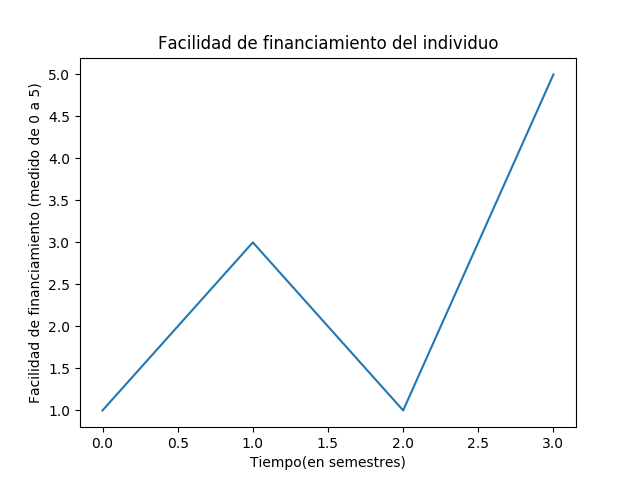 Facilidad de financiamiento del individuo
Facilidad de financiamiento (medido de 0 a 5)
5.0
4.5
4.0
3.5
3.0
2.5
2.0
1.5
1.0
0.0 0.5 1.0 1.5 2.0 2.5 3.0
Tiempo(en semestres)